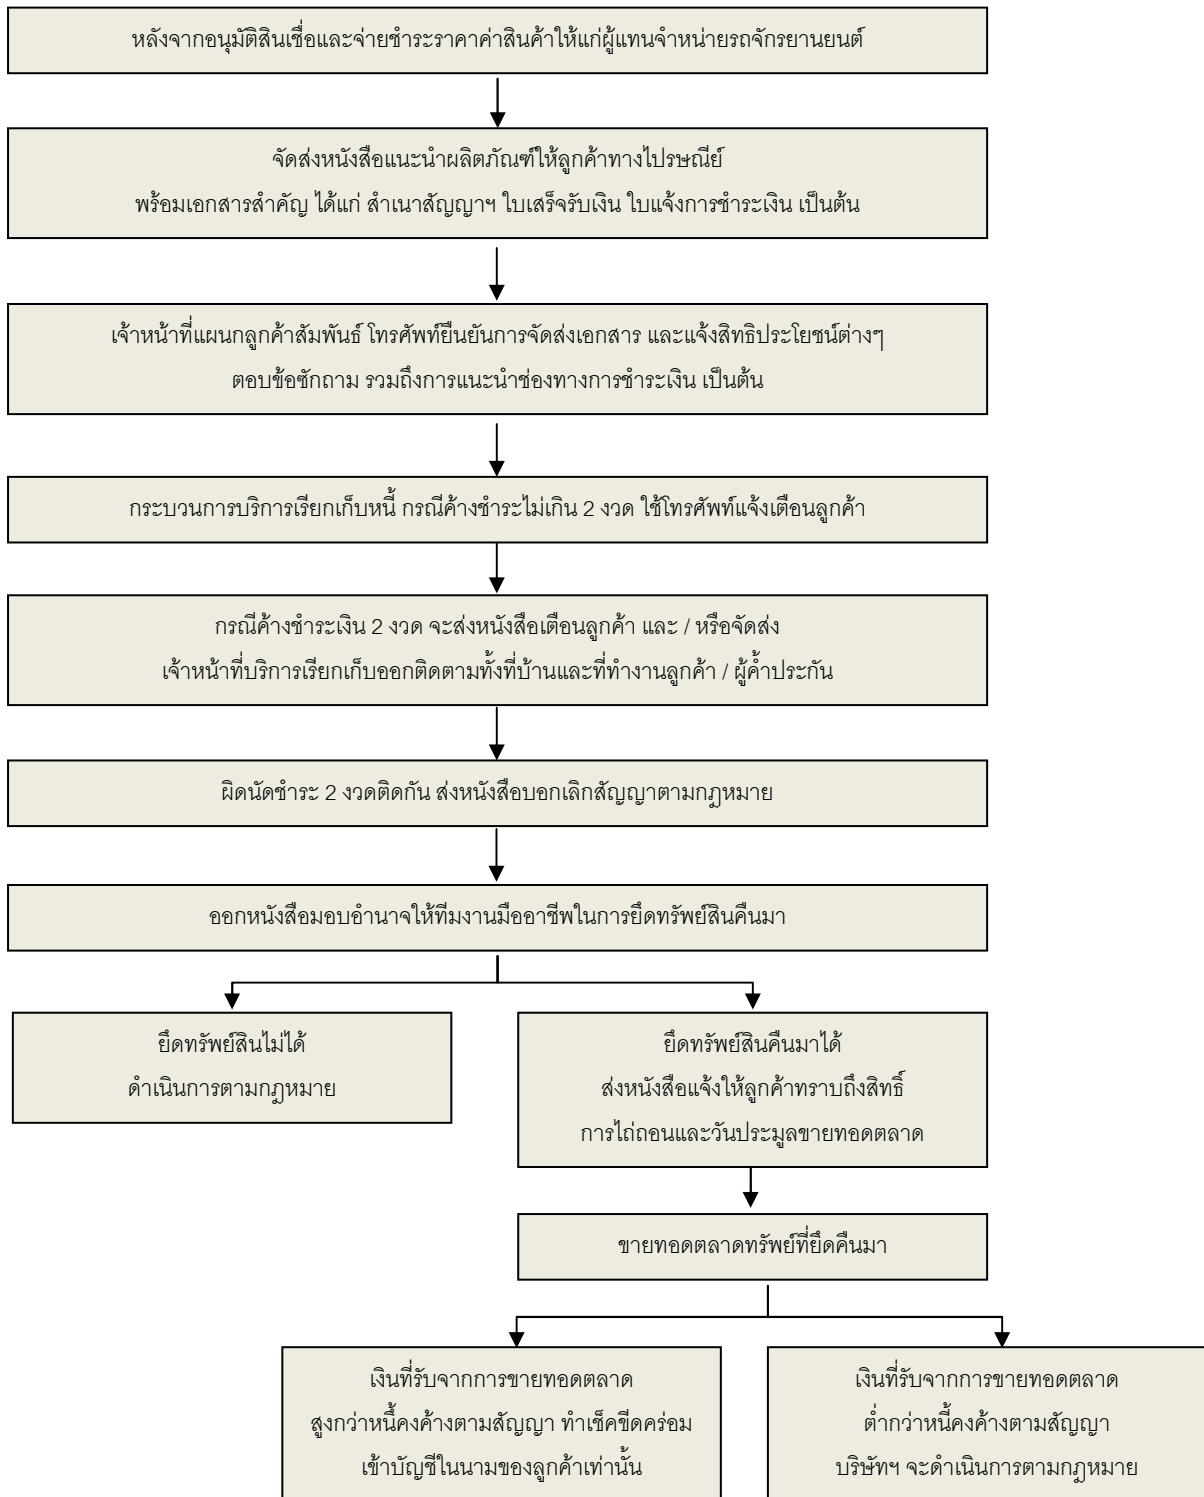 หลังจากอนุมัติสินเชื่อและจ่ายชำระราคาค่าสินค้าให้แก่ผู้แทนจำหน่ายรถจักรยานยนต์
จัดส่งหนังสือแนะนำผลิตภัณฑ์ให้ลูกค้าทางไปรษณีย์
พร้อมเอกสารสำคัญ ได้แก่ สำเนาสัญญาฯ ใบเสร็จรับเงิน ใบแจ้งการชำระเงิน เป็นต้น
เจ้าหน้าที่แผนกลูกค้าสัมพันธ์ โทรศัพท์ยืนยันการจัดส่งเอกสาร และแจ้งสิทธิประโยชน์ต่างๆ
ตอบข้อซักถาม รวมถึงการแนะนำช่องทางการชำระเงิน เป็นต้น
กระบวนการบริการเรียกเก็บหนี้ กรณีค้างชำระไม่เกิน 2 งวด ใช้โทรศัพท์แจ้งเตือนลูกค้า
กรณีค้างชำระเงิน 2 งวด จะส่งหนังสือเตือนลูกค้า และ / หรือจัดส่ง
เจ้าหน้าที่บริการเรียกเก็บออกติดตามทั้งที่บ้านและที่ทำงานลูกค้า / ผู้ค้ำประกัน
ผิดนัดชำระ 2 งวดติดกัน ส่งหนังสือบอกเลิกสัญญาตามกฎหมาย
ออกหนังสือมอบอำนาจให้ทีมงานมืออาชีพในการยึดทรัพย์สินคืนมา
ยึดทรัพย์สินไม่ได้
ดำเนินการตามกฎหมาย
ยึดทรัพย์สินคืนมาได้
ส่งหนังสือแจ้งให้ลูกค้าทราบถึงสิทธิ์
การไถ่ถอนและวันประมูลขายทอดตลาด
ขายทอดตลาดทรัพย์ที่ยึดคืนมา
เงินที่รับจากการขายทอดตลาด
สูงกว่าหนี้คงค้างตามสัญญา ทำเช็คขีดคร่อม
เข้าบัญชีในนามของลูกค้าเท่านั้น
เงินที่รับจากการขายทอดตลาด
ต่ำกว่าหนี้คงค้างตามสัญญา
บริษัทฯ จะดำเนินการตามกฎหมาย